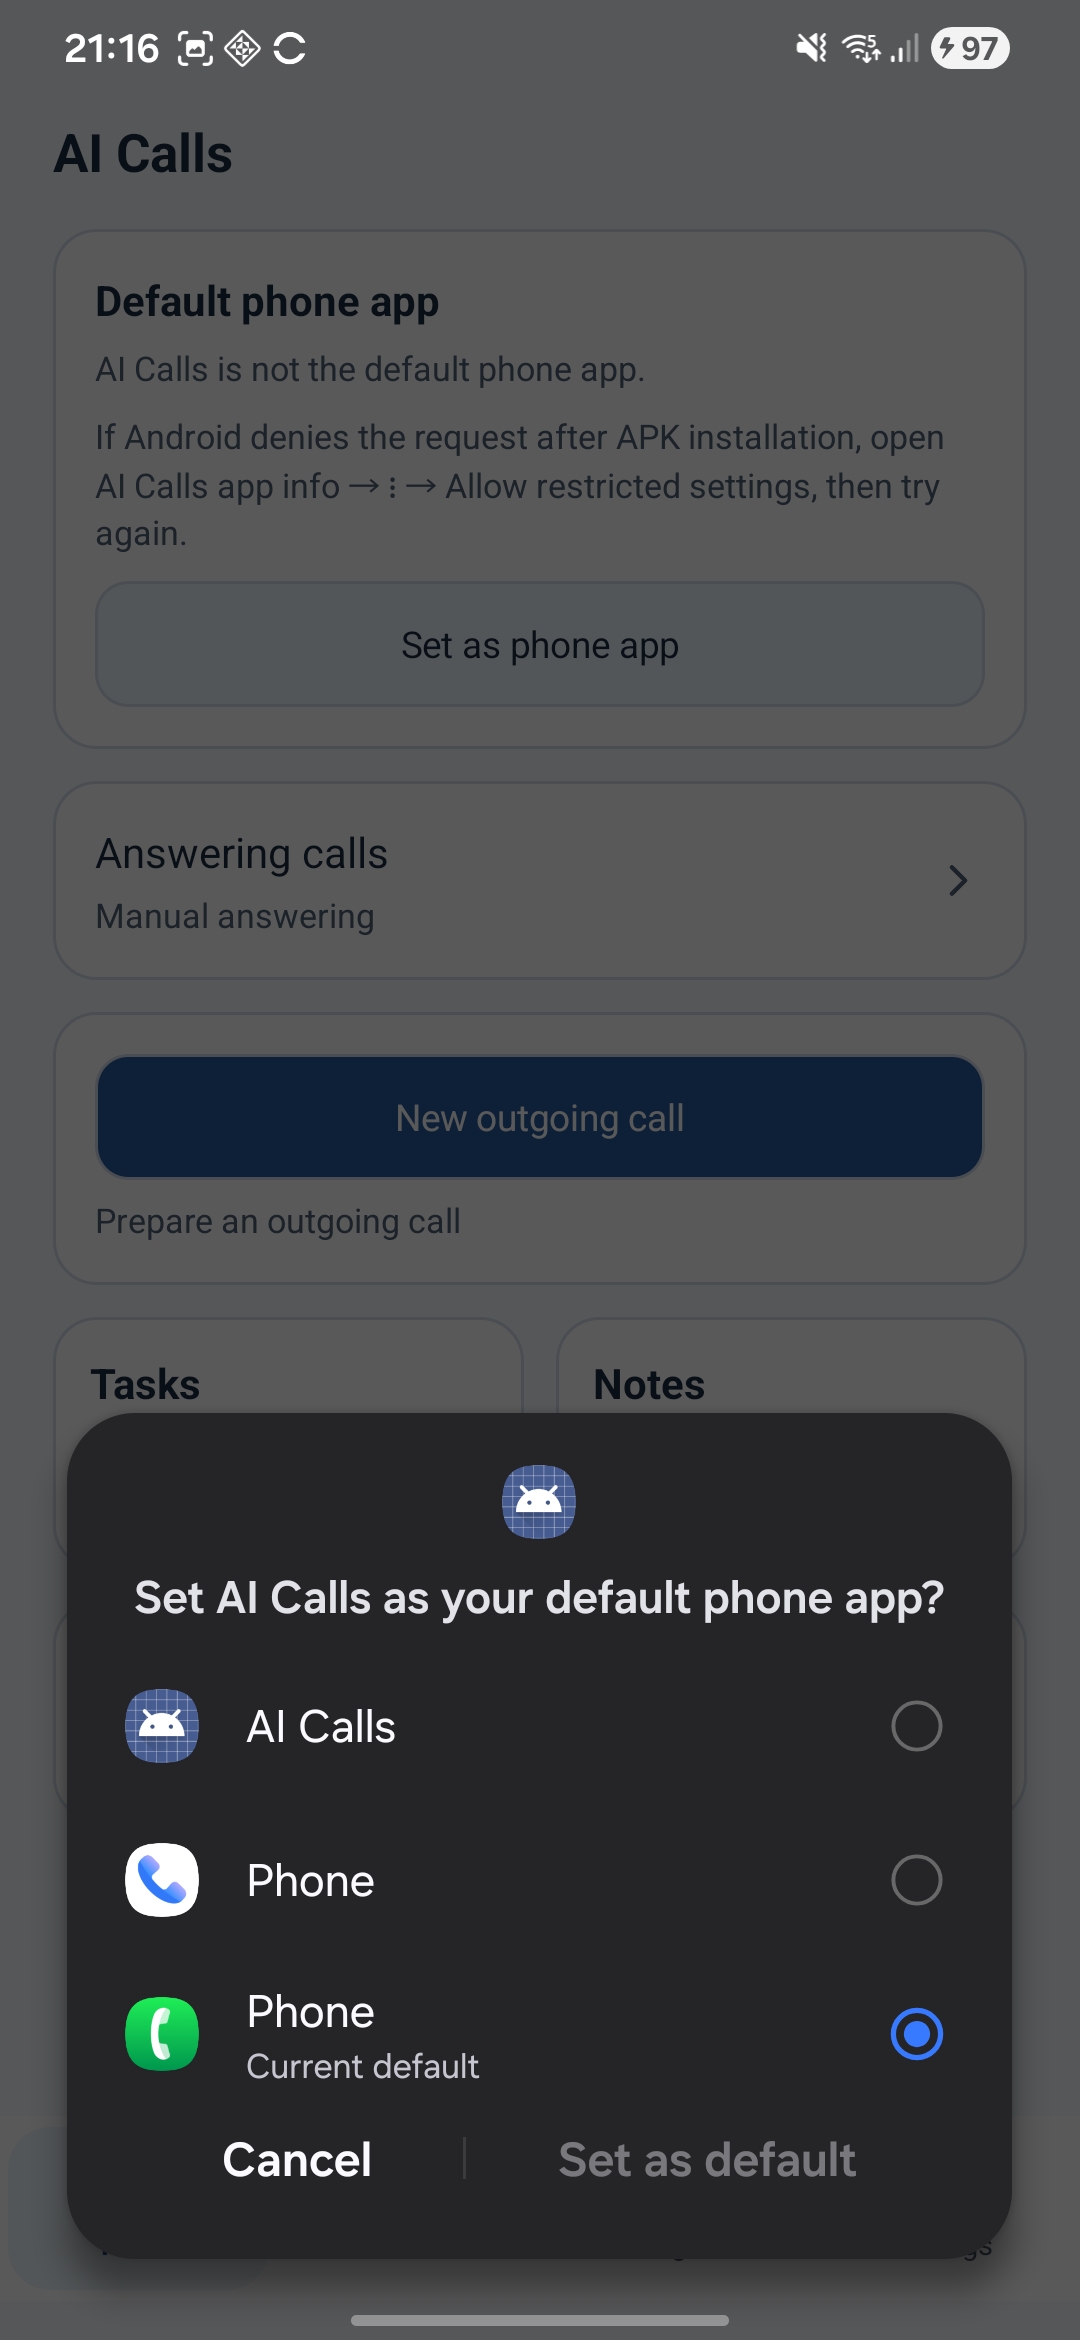 21:16
5
97
AI Calls
Default phone app
AI Calls is not the default phone app.
If Android denies the request after APK installation, open
AI Calls app info → ⋮ → Allow restricted settings, then try
again.
Set as phone app
Answering calls
Manual answering
New outgoing call
Prepare an outgoing call
Tasks
Notes
Set AI Calls as your default phone app?
AI Calls
Phone
Phone
Current default
Cancel
Set as default